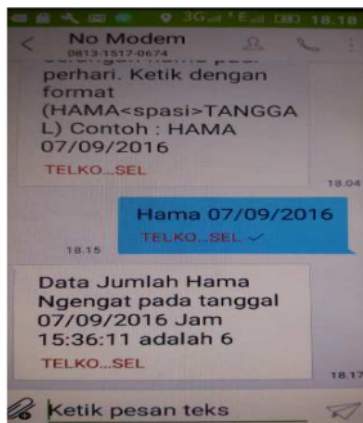 3G E 18.18
No Modem
0813-1517-0674
perhari. Ketik dengan
format
(HAMA<spasi>TANGGA
L) Contoh : HAMA
07/09/2016
TELKO...SEL
18.04
Hama 07/09/2016
TELKO...SEL
18.15
Data Jumlah Hama
Ngengat pada tanggal
07/09/2016 Jam
15:36:11 adalah 6
TELKO...SEL
18.17
Ketik pesan teks